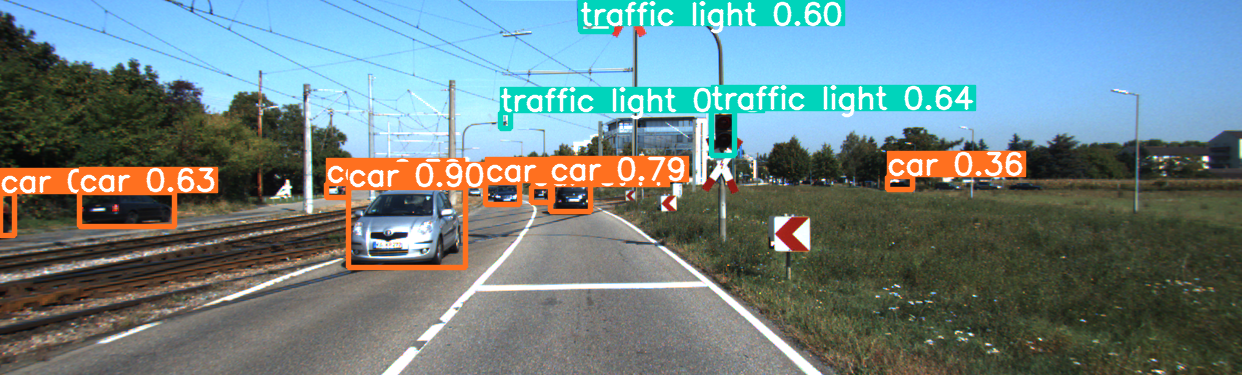 traffic light 0.60
traffic light 0
traffic light 0.64
car
car 0.63
c
car 0.90
car
car 0.79
car 0.36